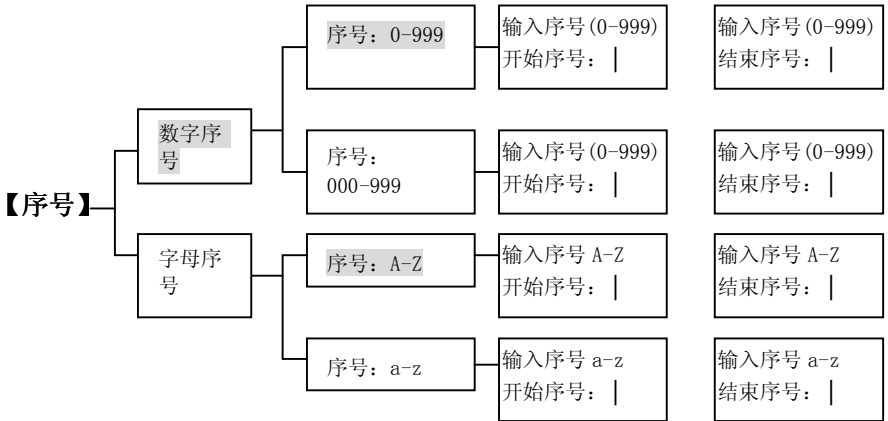 【序号】
数字序
号
序号：0-999
输入序号(0-999)
开始序号：|
输入序号(0-999)
结束序号：|
序号：
000-999
输入序号(0-999)
开始序号：|
输入序号(0-999)
结束序号：|
字母序
号
序号：A-Z
输入序号 A-Z
开始序号：|
输入序号 A-Z
结束序号：|
序号：a-z
输入序号 a-z
开始序号：|
输入序号 a-z
结束序号：|